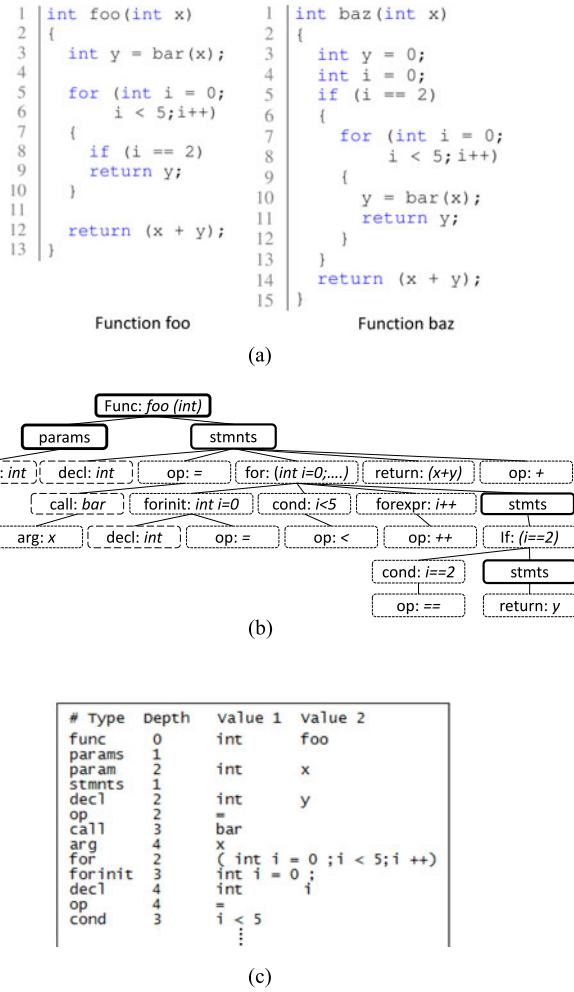 1 int foo(int x)
2 {
3 int y = bar(x);
4
5 for (int i = 0;
6 i < 5;i++)
7 {
8 if (i == 2)
9 return y;
10 }
11
12 return (x + y);
13 }
Function foo
1 int baz(int x)
2 {
3 int y = 0;
4 int i = 0;
5 if (i == 2)
6 {
7 for (int i = 0;
8 i < 5;i++)
9 {
10 y = bar(x);
11 return y;
12 }
13 }
14 return (x + y);
15 }
Function baz
(a)
Func: foo (int)
params stmnts
: int decl: int op: = for: (int i=0;....) return: (x+y) op: +
call: bar forinit: int i=0 cond: i<5 forexpr: i++ stmts
arg: x decl: int op: = op: < op: ++ If: (i==2)
cond: i==2 stmts
op: == return: y
(b)
# Type Depth Value 1 Value 2
func 0 int foo
params 1
param 2 int x
stmnts 1
decl 2 int y
op 2 =
call 3 bar
arg 4 x
for 2 ( int i = 0 ;i < 5;i ++)
forinit 3 int i = 0 ;
decl 4 int i
op 4 =
cond 3 i < 5
(c)